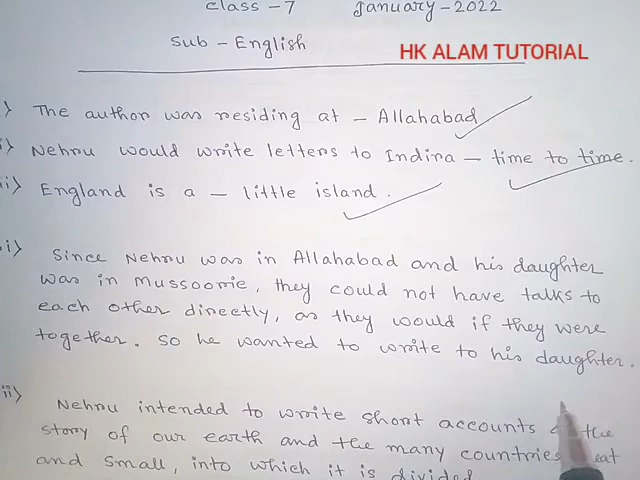 Class - 7 January - 2022
Sub - English
HK ALAM TUTORIAL
i) The author was residing at - Allahabad
i) Nehru would write letters to Indira - time to time.
ii) England is a - little island.
i) Since Nehru was in Allahabad and his daughter
was in Mussoorie, they could not have talks to
each other directly, as they would if they were
together. So he wanted to write to his daughter.
ii) Nehru intended to write short accounts the
story of our earth and the many countries,
and small, into which it is divided